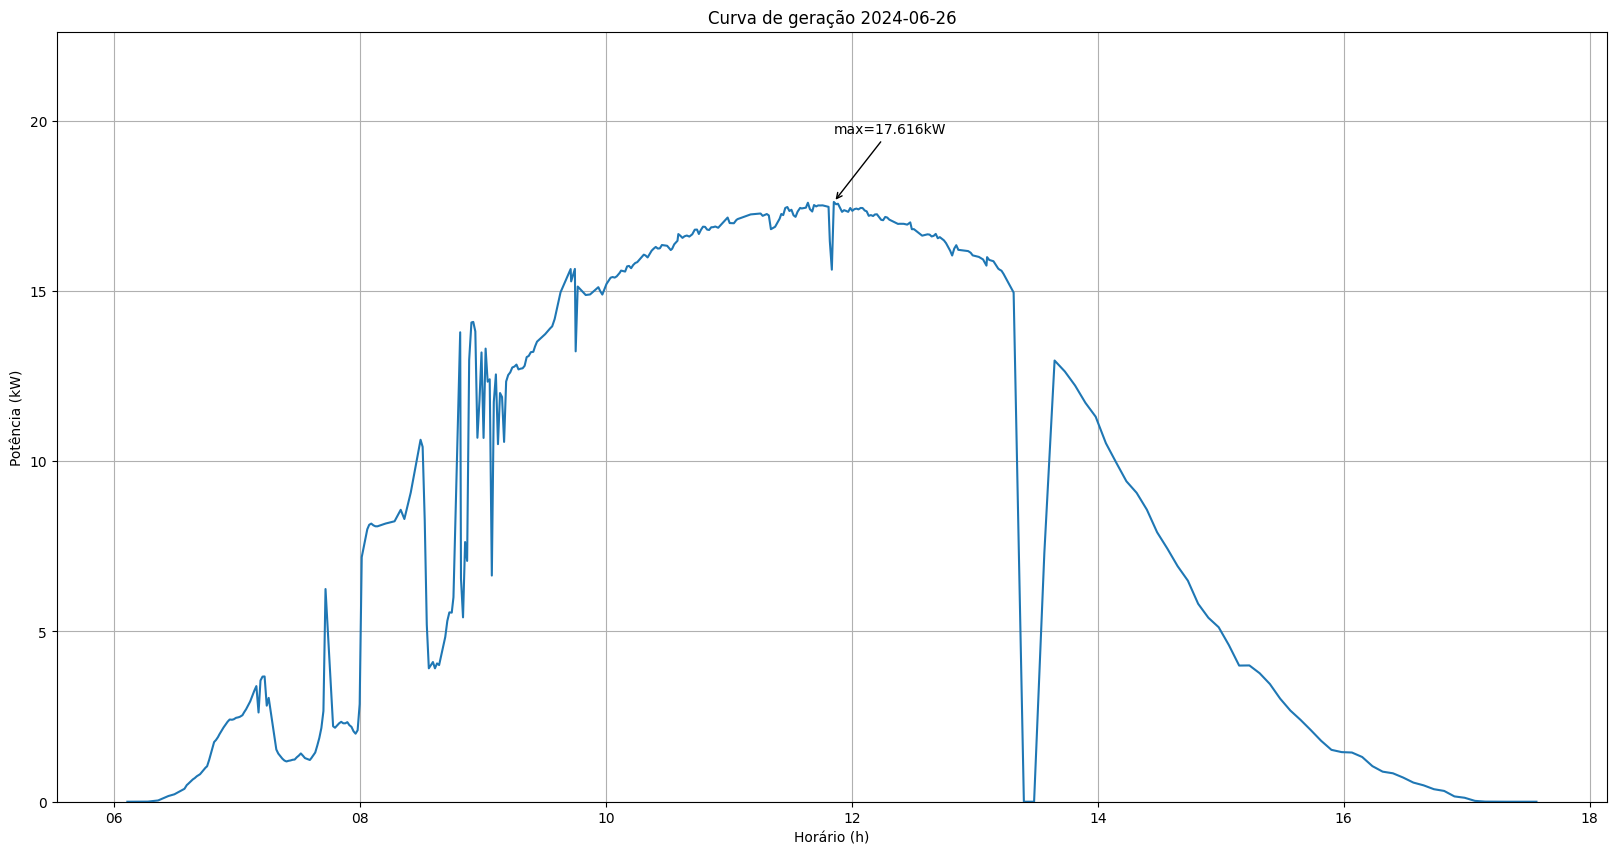 Curva de geração 2024-06-26
max=17.616kW
Potência (kW)
20
15
10
5
0
06 08 10 12 14 16 18
Horário (h)